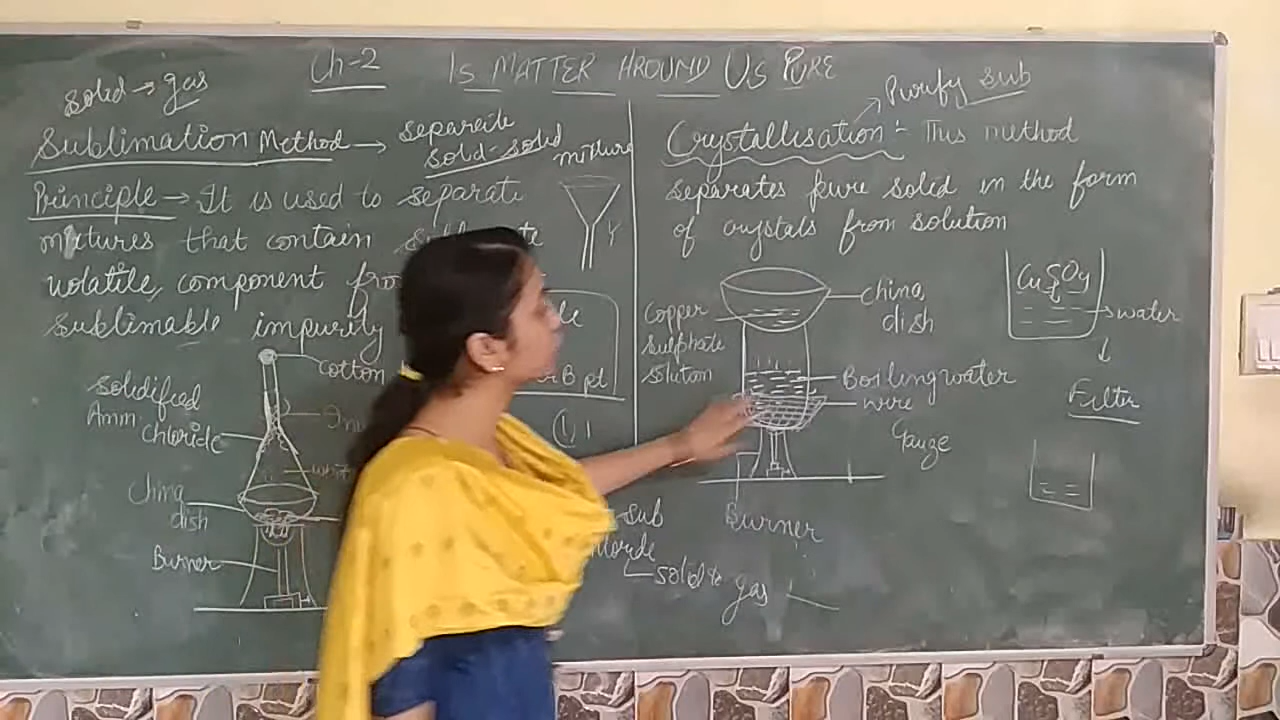 Ch-2 Is MATTER AROUND US PURE
solid → gas
Sublimation Method → separate
solid-solid
mixture
Principle → It is used to separate
mixtures that contain
volatile, component
sublimable impurity
cotton
solidified
Amm
chloride
China
dish
Burner
B pt
sub
solid to
gas
Purify sub
Crystallisation :- This method
separates pure solid in the form
of crystals from solution
China
dish
copper
sulphate
solution
Boiling water
wire
Gauze
Burner
CuSO4
water
Filter